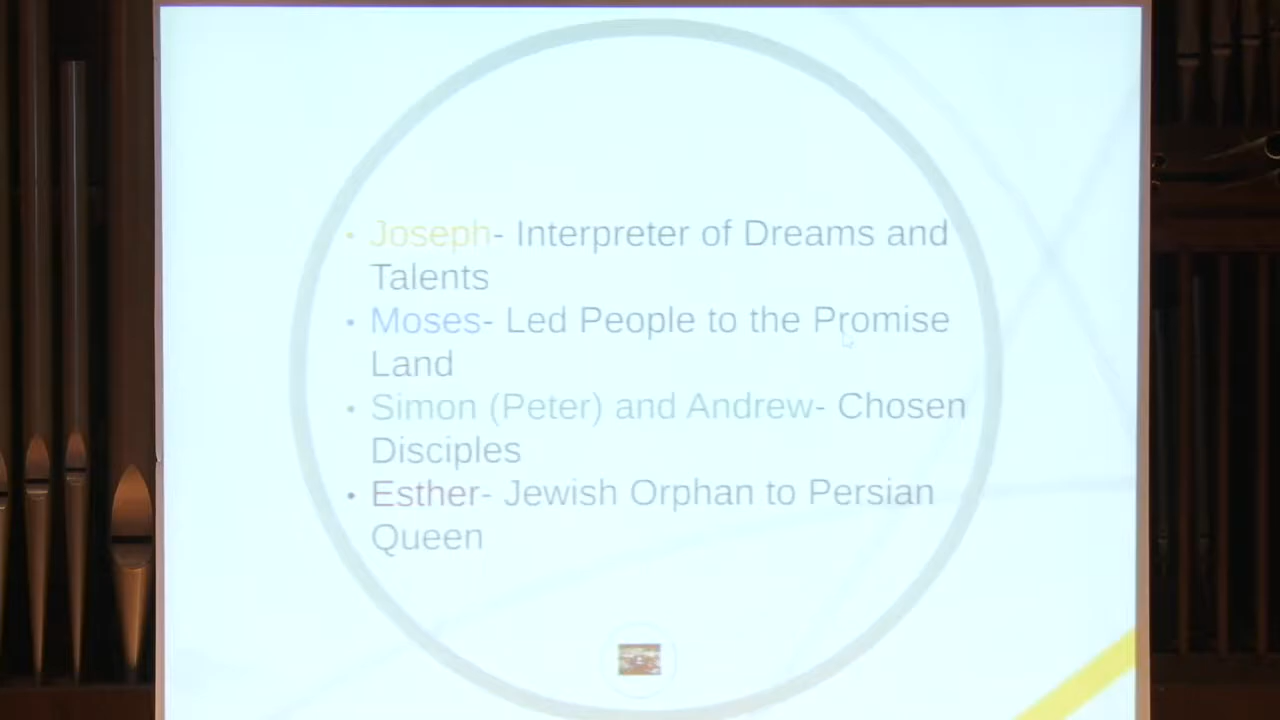 • Joseph- Interpreter of Dreams and
Talents
• Moses- Led People to the Promise
Land
• Simon (Peter) and Andrew- Chosen
Disciples
• Esther- Jewish Orphan to Persian
Queen